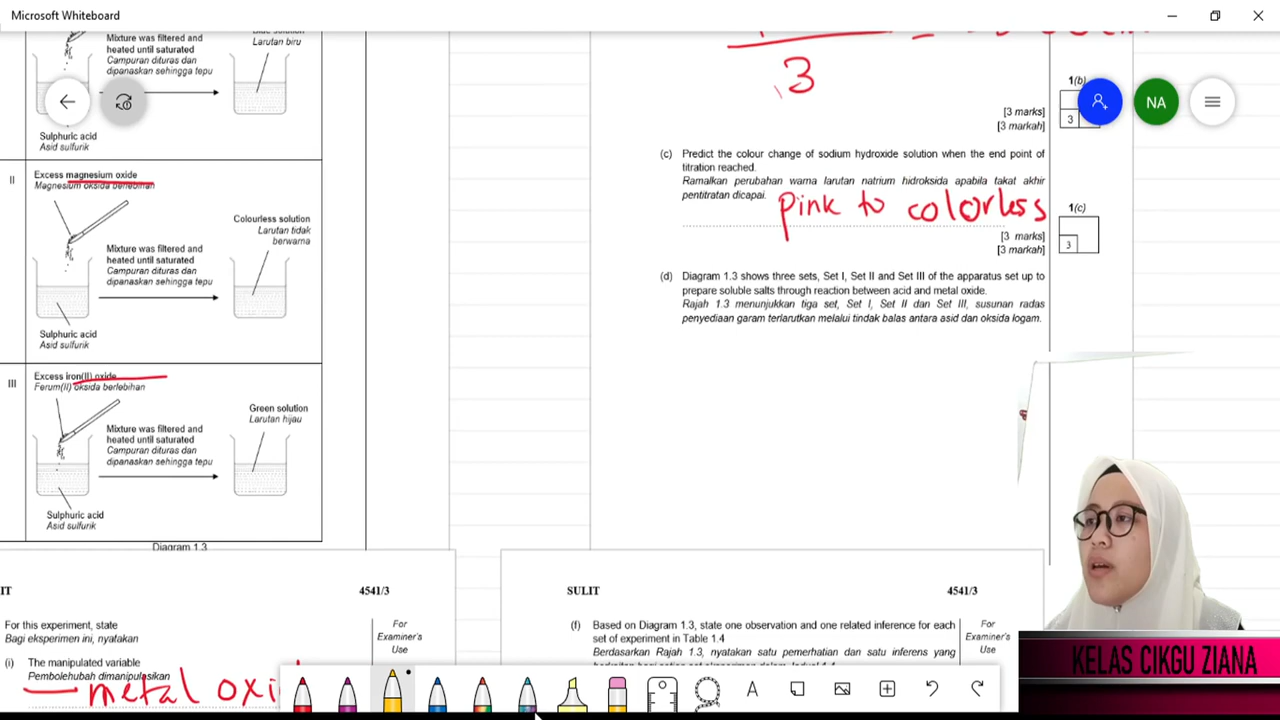 Microsoft Whiteboard
Mixture was filtered and
heated until saturated
Campuran dituras dan
dipanaskan sehingga tepu
Larutan biru
Sulphuric acid
Asid sulfurik
II
Excess magnesium oxide
Magnesium oksida berlebihan
Mixture was filtered and
heated until saturated
Campuran dituras dan
dipanaskan sehingga tepu
Colourless solution
Larutan tidak
berwarna
Sulphuric acid
Asid sulfurik
III
Excess iron(II) oxide
Ferum(II) oksida berlebihan
Mixture was filtered and
heated until saturated
Campuran dituras dan
dipanaskan sehingga tepu
Green solution
Larutan hijau
Sulphuric acid
Asid sulfurik
Diagram 1.3
3
[3 marks]
[3 markah]
1(b)
3
NA
(c) Predict the colour change of sodium hydroxide solution when the end point of
titration reached.
Ramalkan perubahan warna larutan natrium hidroksida apabila takat akhir
pentitratan dicapai.
pink to colorless
[3 marks]
[3 markah]
1(c)
3
(d) Diagram 1.3 shows three sets, Set I, Set II and Set III of the apparatus set up to
prepare soluble salts through reaction between acid and metal oxide.
Rajah 1.3 menunjukkan tiga set, Set I, Set II dan Set III, susunan radas
penyediaan garam terlarutkan melalui tindak balas antara asid dan oksida logam.
IT
4541/3
For this experiment, state
Bagi eksperimen ini, nyatakan
(i) The manipulated variable
Pembolehubah dimanipulasikan
metal oxi
For
Examiner's
Use
SULIT
4541/3
(f) Based on Diagram 1.3, state one observation and one related inference for each
set of experiment in Table 1.4
Berdasarkan Rajah 1.3, nyatakan satu pemerhatian dan satu inferens yang
For
Examiner's
Use
KELAS CIKGU ZIANA